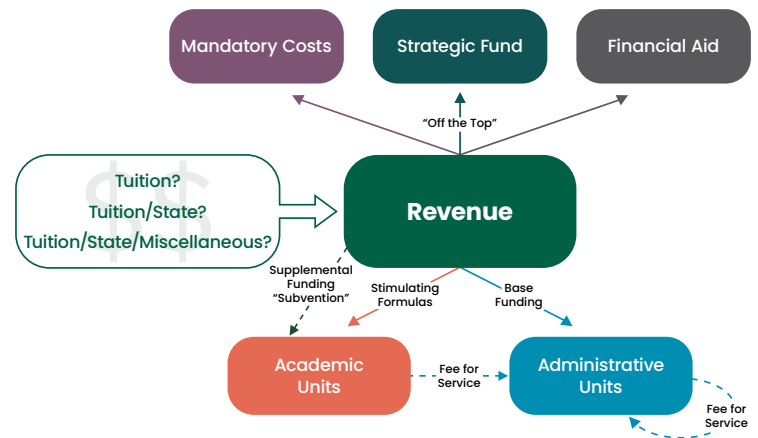 Mandatory Costs
Strategic Fund
Financial Aid
“Off the Top”
$$
Tuition?
Tuition/State?
Tuition/State/Miscellaneous?
Revenue
Supplemental
Funding
“Subvention”
Stimulating
Formulas
Base
Funding
Academic
Units
Fee for
Service
Administrative
Units
Fee for
Service